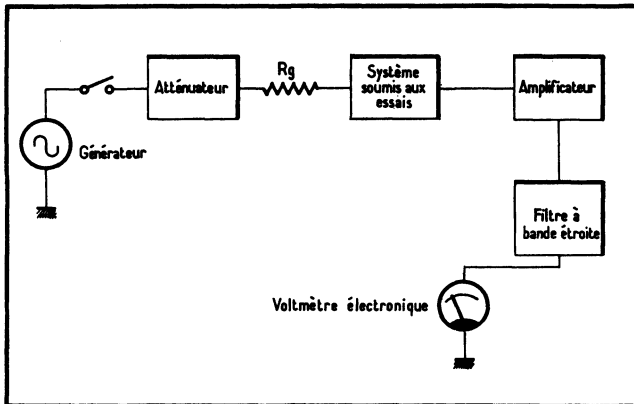 Rg
Atténuateur
Système
soumis aux
essais
Amplificateur
Générateur
Filtre à
bande étroite
Voltmètre électronique